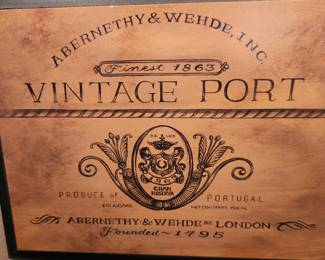 ABERNETHY & WEHDE, INC.
Finest 1863
VINTAGE PORT
GRAN
RESERVA
PRODUCE of PORTUGAL
ABERNETHY & WEHDE LONDON
Founded ~ 1795